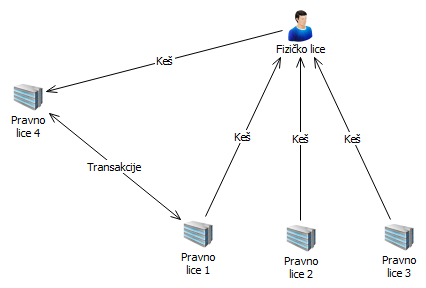 Fizičko lice
Keš
Pravno
lice 4
Keš
Keš
Keš
Transakcije
Pravno
lice 1
Pravno
lice 2
Pravno
lice 3